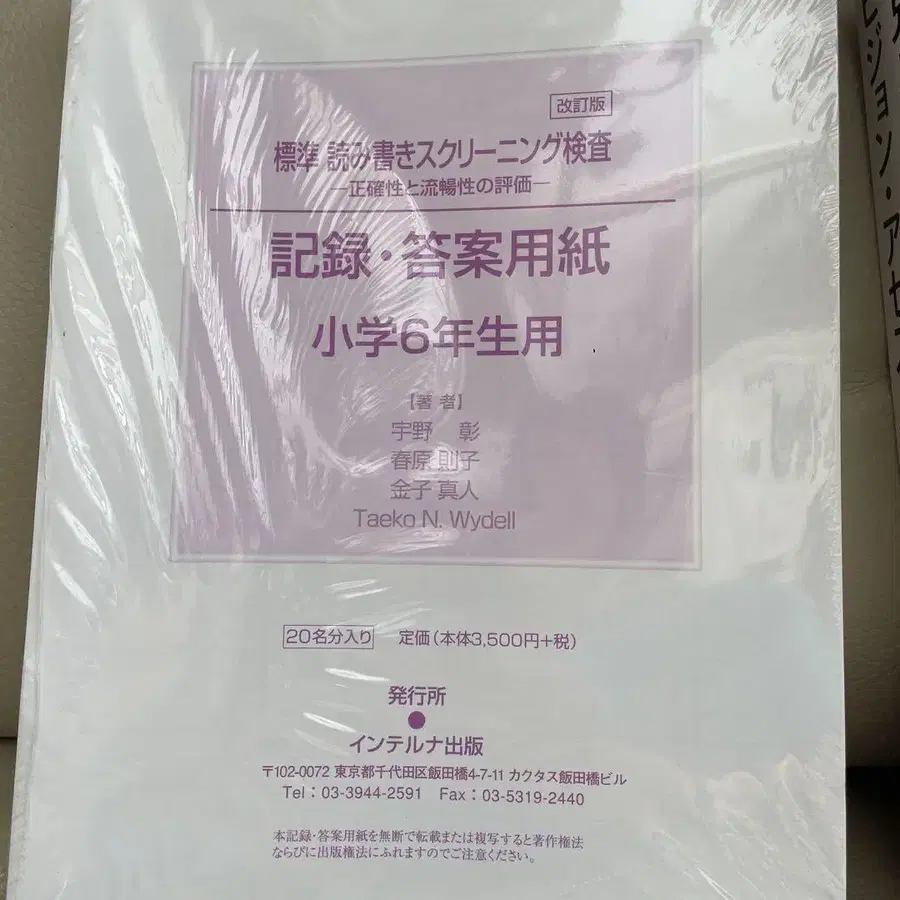 改訂版
標準 読み書きスクリーニング検査
―正確性と流暢性の評価―
記録・答案用紙
小学6年生用
【著 者】
宇野 彰
春原 則子
金子 真人
Taeko N. Wydell
20名分入り 定価(本体3,500円+税)
発行所
●
インテルナ出版
〒102-0072 東京都千代田区飯田橋4-7-11 カクタス飯田橋ビル
Tel：03-3944-2591 Fax：03-5319-2440
本記録・答案用紙を無断で転載または複写すると著作権法
ならびに出版権法にふれますのでご注意ください。
ビジョン・アセス